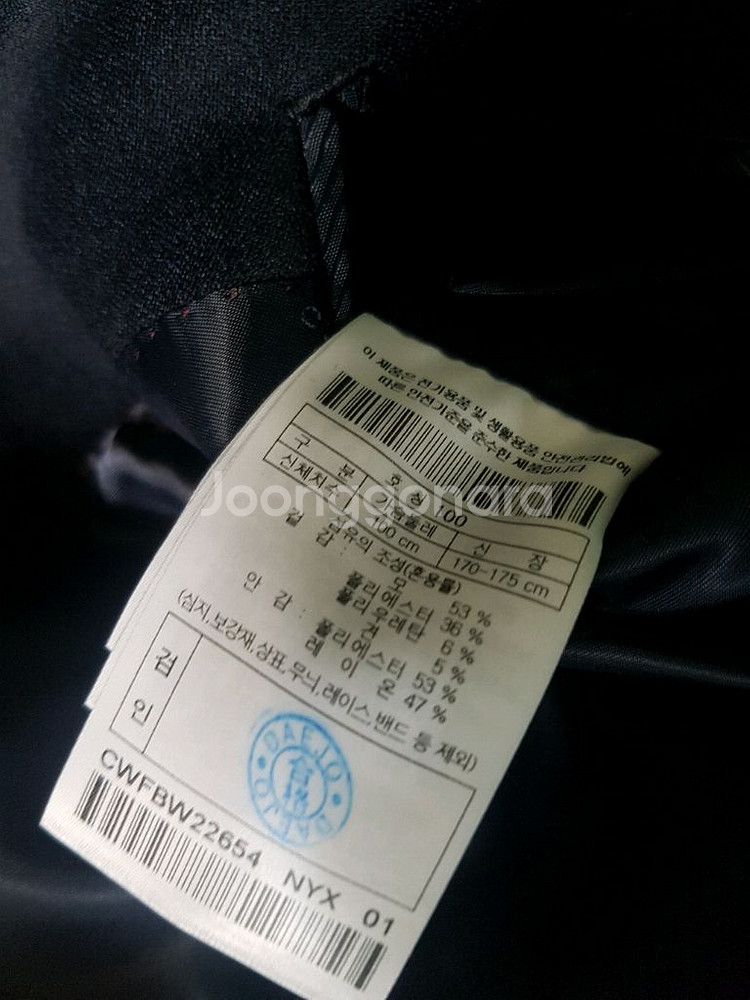 이 제품은 전기용품 및 생활용품 안전관리법에
따른 안전기준을 준수한 제품입니다
구 분 호 칭 100
신체치수 가슴둘레 신 장
100 cm 170-175 cm
섬유의 조성(혼용률)
겉 감 : 모 53 %
폴리에스터 36 %
폴리우레탄 6 %
견 5 %
안 감 : 폴리에스터 53 %
레 이 온 47 %
(심지,보강재,상표,무늬,레이스,밴드 등 제외)
검 인
DAEJO
DAEJO
CWFBW22654 NYX 01
Joonggonara